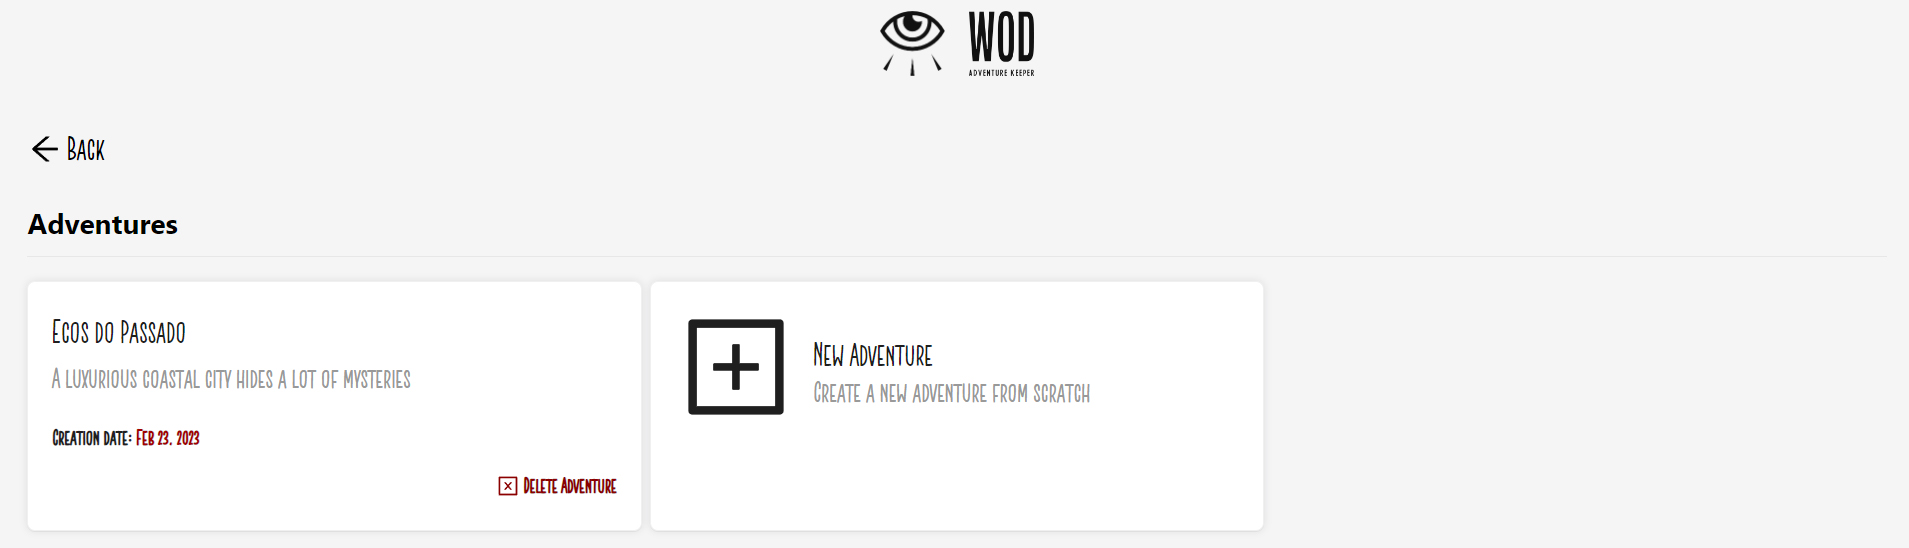 WOD
ADVENTURE KEEPER
Back
Adventures
Ecos do Passado
A luxurious coastal city hides a lot of mysteries
Creation date: Feb 23, 2023
Delete Adventure
New Adventure
Create a new adventure from scratch